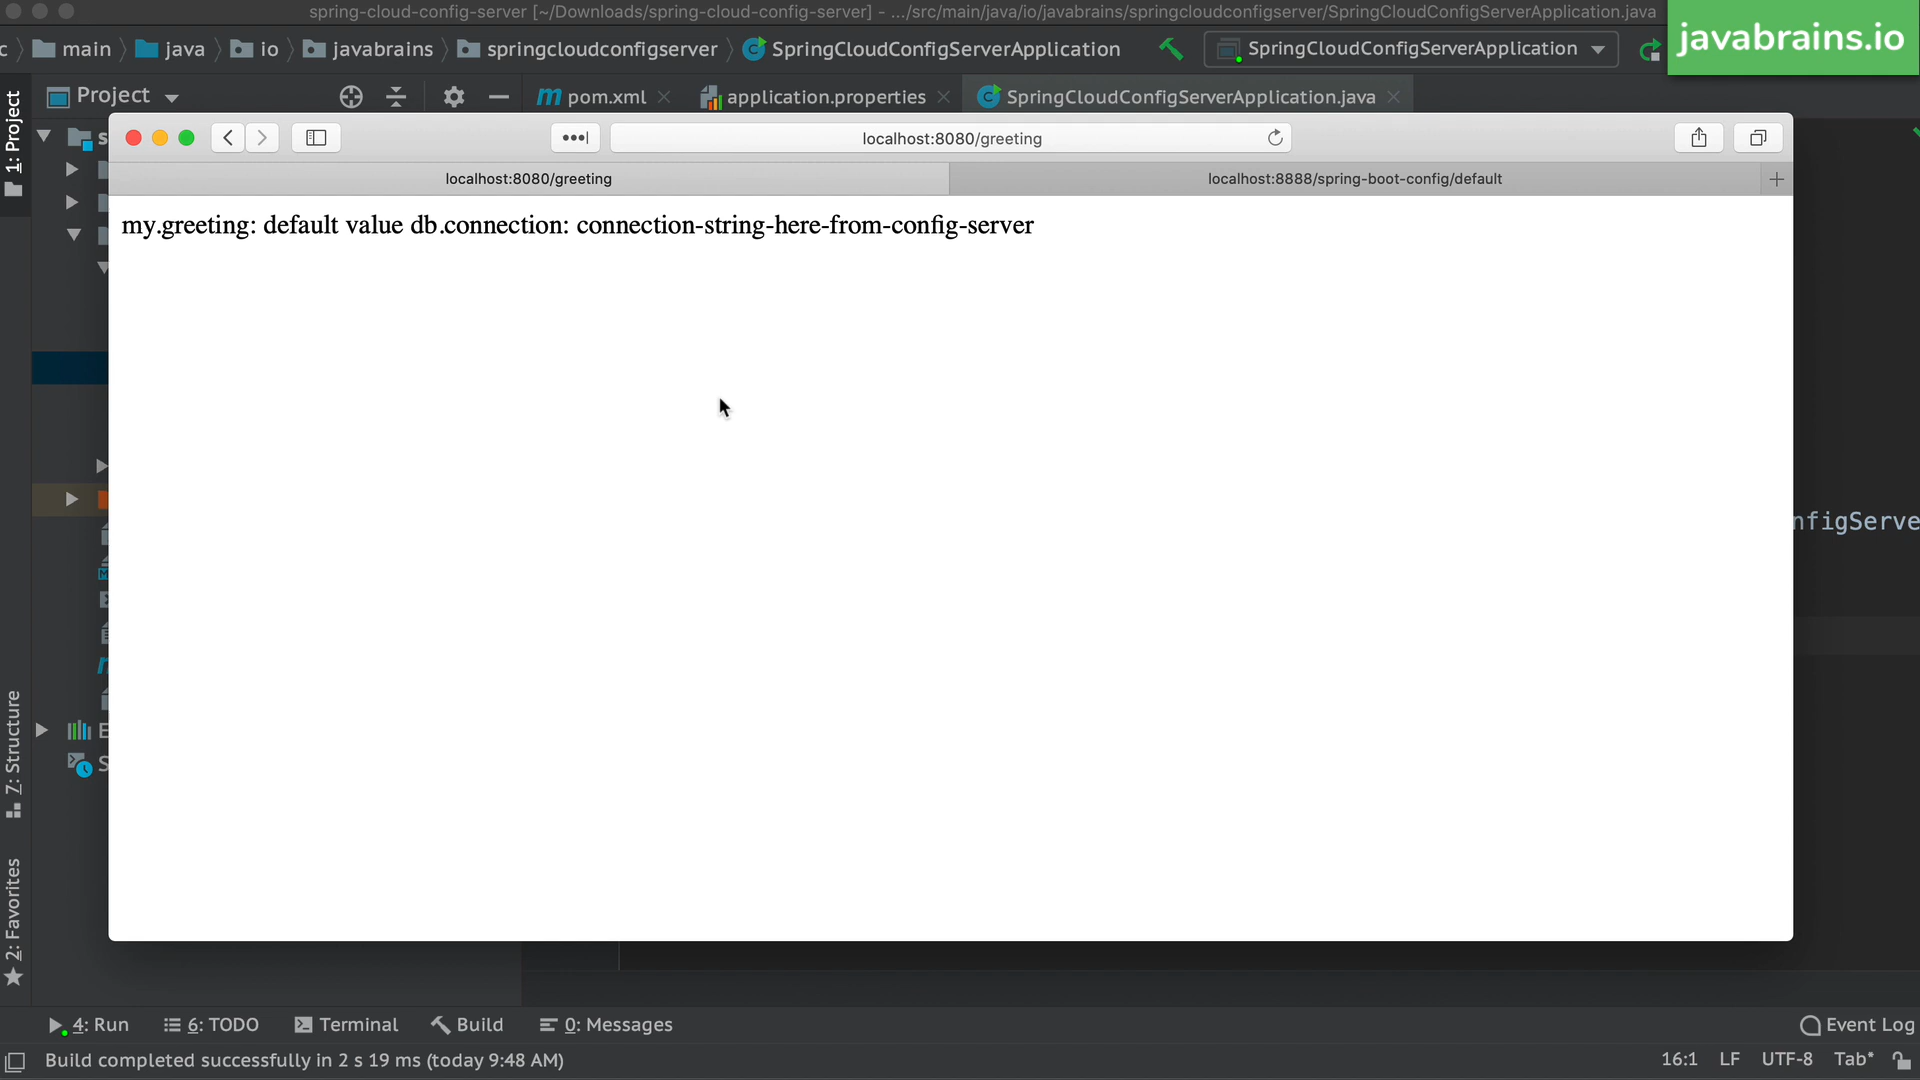 spring-cloud-config-server [~/Downloads/spring-cloud-config-server] - .../src/main/java/io/javabrains/springcloudconfigserver/SpringCloudConfigServerApplication.java
javabrains.io
c main java io javabrains springcloudconfigserver SpringCloudConfigServerApplication SpringCloudConfigServerApplication
1: Project
Project pom.xml application.properties SpringCloudConfigServerApplication.java
s
localhost:8080/greeting
localhost:8080/greeting localhost:8888/spring-boot-config/default
my.greeting: default value db.connection: connection-string-here-from-config-server
nfigServe
E
S
7: Structure
2: Favorites
4: Run 6: TODO Terminal Build 0: Messages Event Log
Build completed successfully in 2 s 19 ms (today 9:48 AM) 16:1 LF UTF-8 Tab*